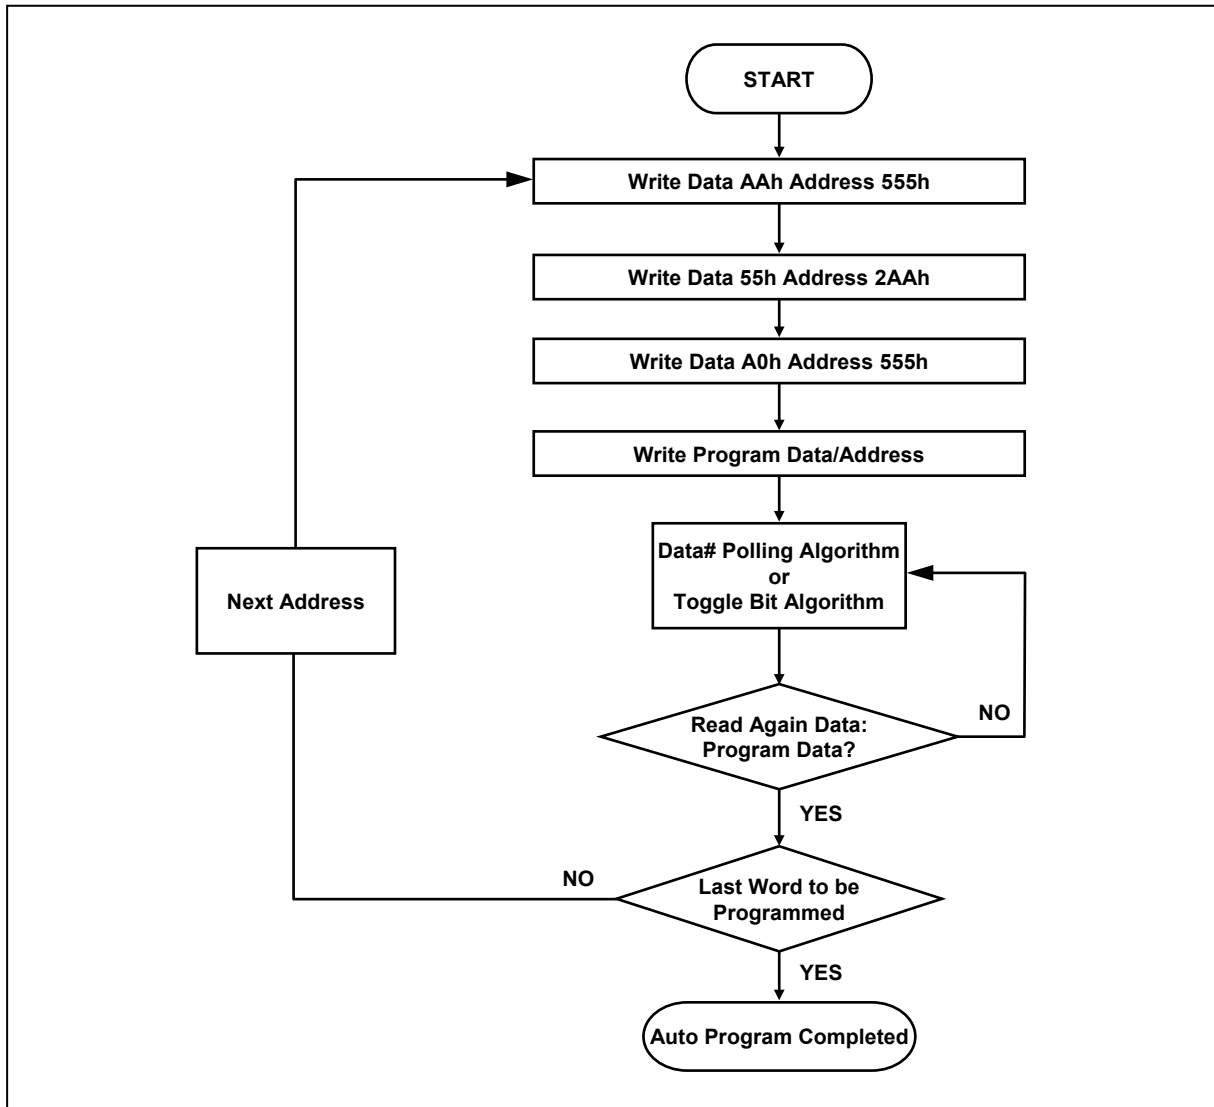 START
Write Data AAh Address 555h
Write Data 55h Address 2AAh
Write Data A0h Address 555h
Write Program Data/Address
Data# Polling Algorithm
or
Toggle Bit Algorithm
Next Address
Read Again Data:
Program Data?
NO
YES
Last Word to be
Programmed
NO
YES
Auto Program Completed